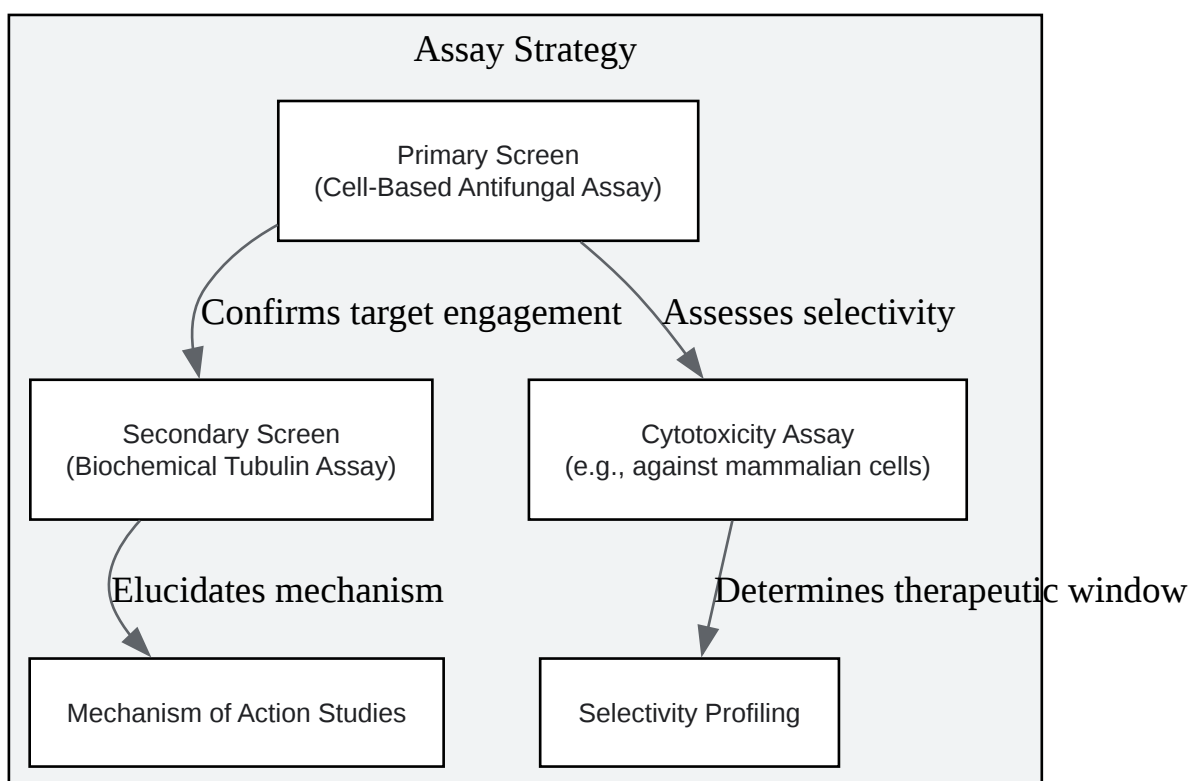 Assay Strategy
Primary Screen
(Cell-Based Antifungal Assay)
Confirms target engagement
Assesses selectivity
Secondary Screen
(Biochemical Tubulin Assay)
Cytotoxicity Assay
(e.g., against mammalian cells)
Elucidates mechanism
Determines therapeutic window
Mechanism of Action Studies
Selectivity Profiling